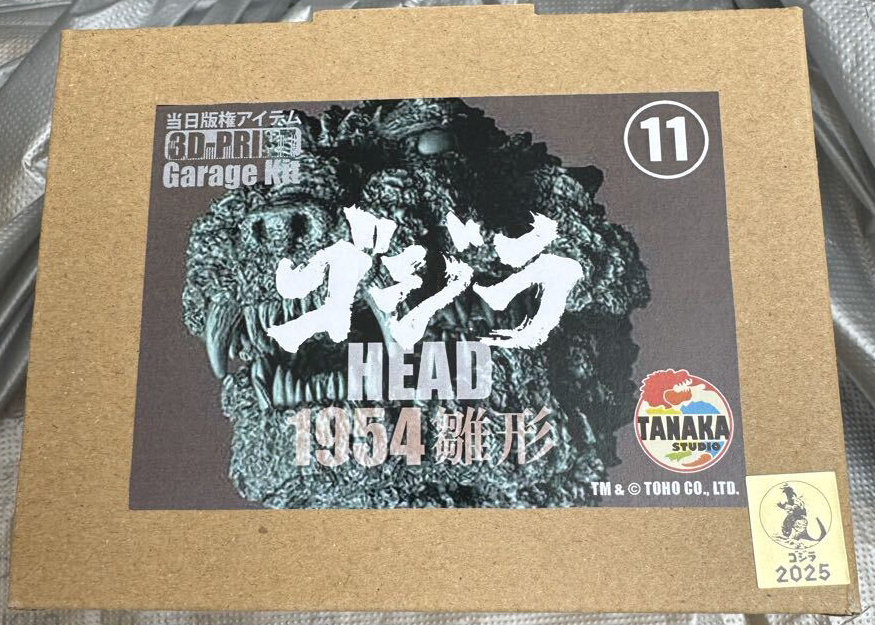 当日版権アイテム
3D-PRINT
Garage Kit
11
ゴジラ
HEAD
1954 雛形
TANAKA
STUDIO
TM & © TOHO CO., LTD.
ゴジラ
2025